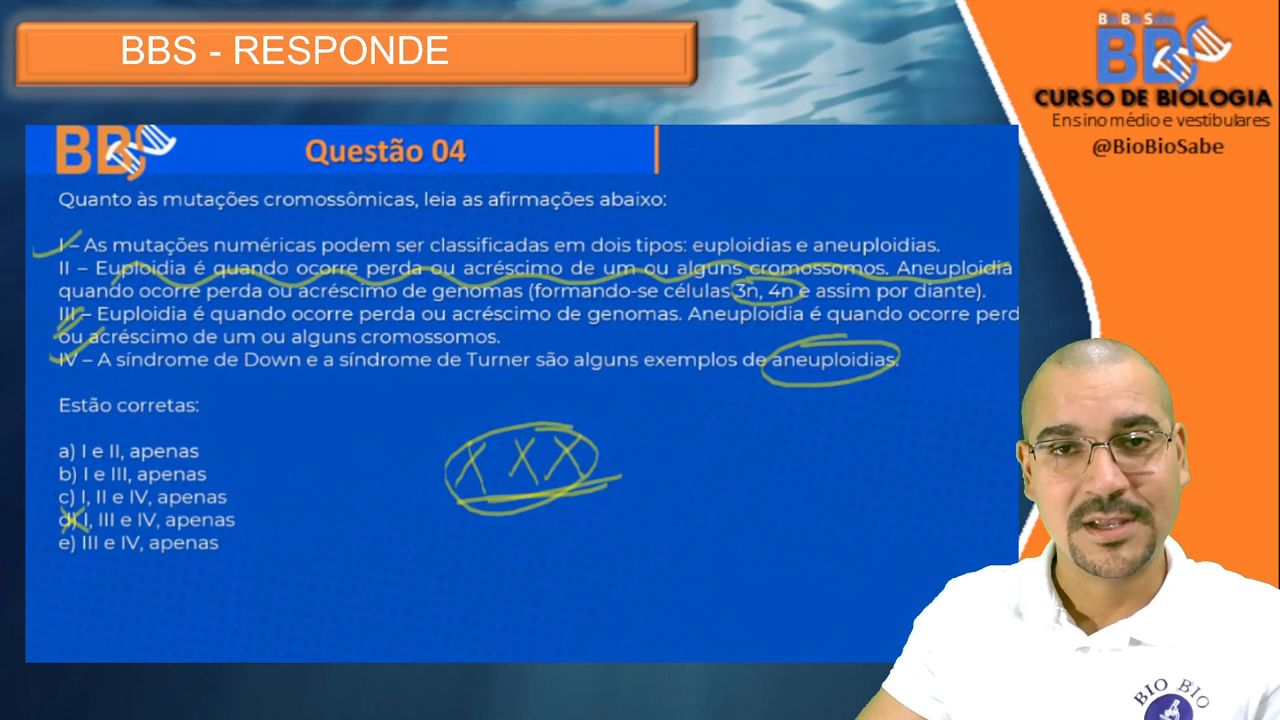 BBS - RESPONDE
Bio Bio Sabe
BBS
CURSO DE BIOLOGIA
Ensino médio e vestibulares
@BioBioSabe
BBS
Questão 04
Quanto às mutações cromossômicas, leia as afirmações abaixo:
I – As mutações numéricas podem ser classificadas em dois tipos: euploidias e aneuploidias.
II – Euploidia é quando ocorre perda ou acréscimo de um ou alguns cromossomos. Aneuploidia
quando ocorre perda ou acréscimo de genomas (formando-se células 3n, 4n e assim por diante).
III – Euploidia é quando ocorre perda ou acréscimo de genomas. Aneuploidia é quando ocorre perd
ou acréscimo de um ou alguns cromossomos.
IV – A síndrome de Down e a síndrome de Turner são alguns exemplos de aneuploidias.
Estão corretas:
a) I e II, apenas
b) I e III, apenas
c) I, II e IV, apenas
d) I, III e IV, apenas
e) III e IV, apenas
X X X
BIO BIO